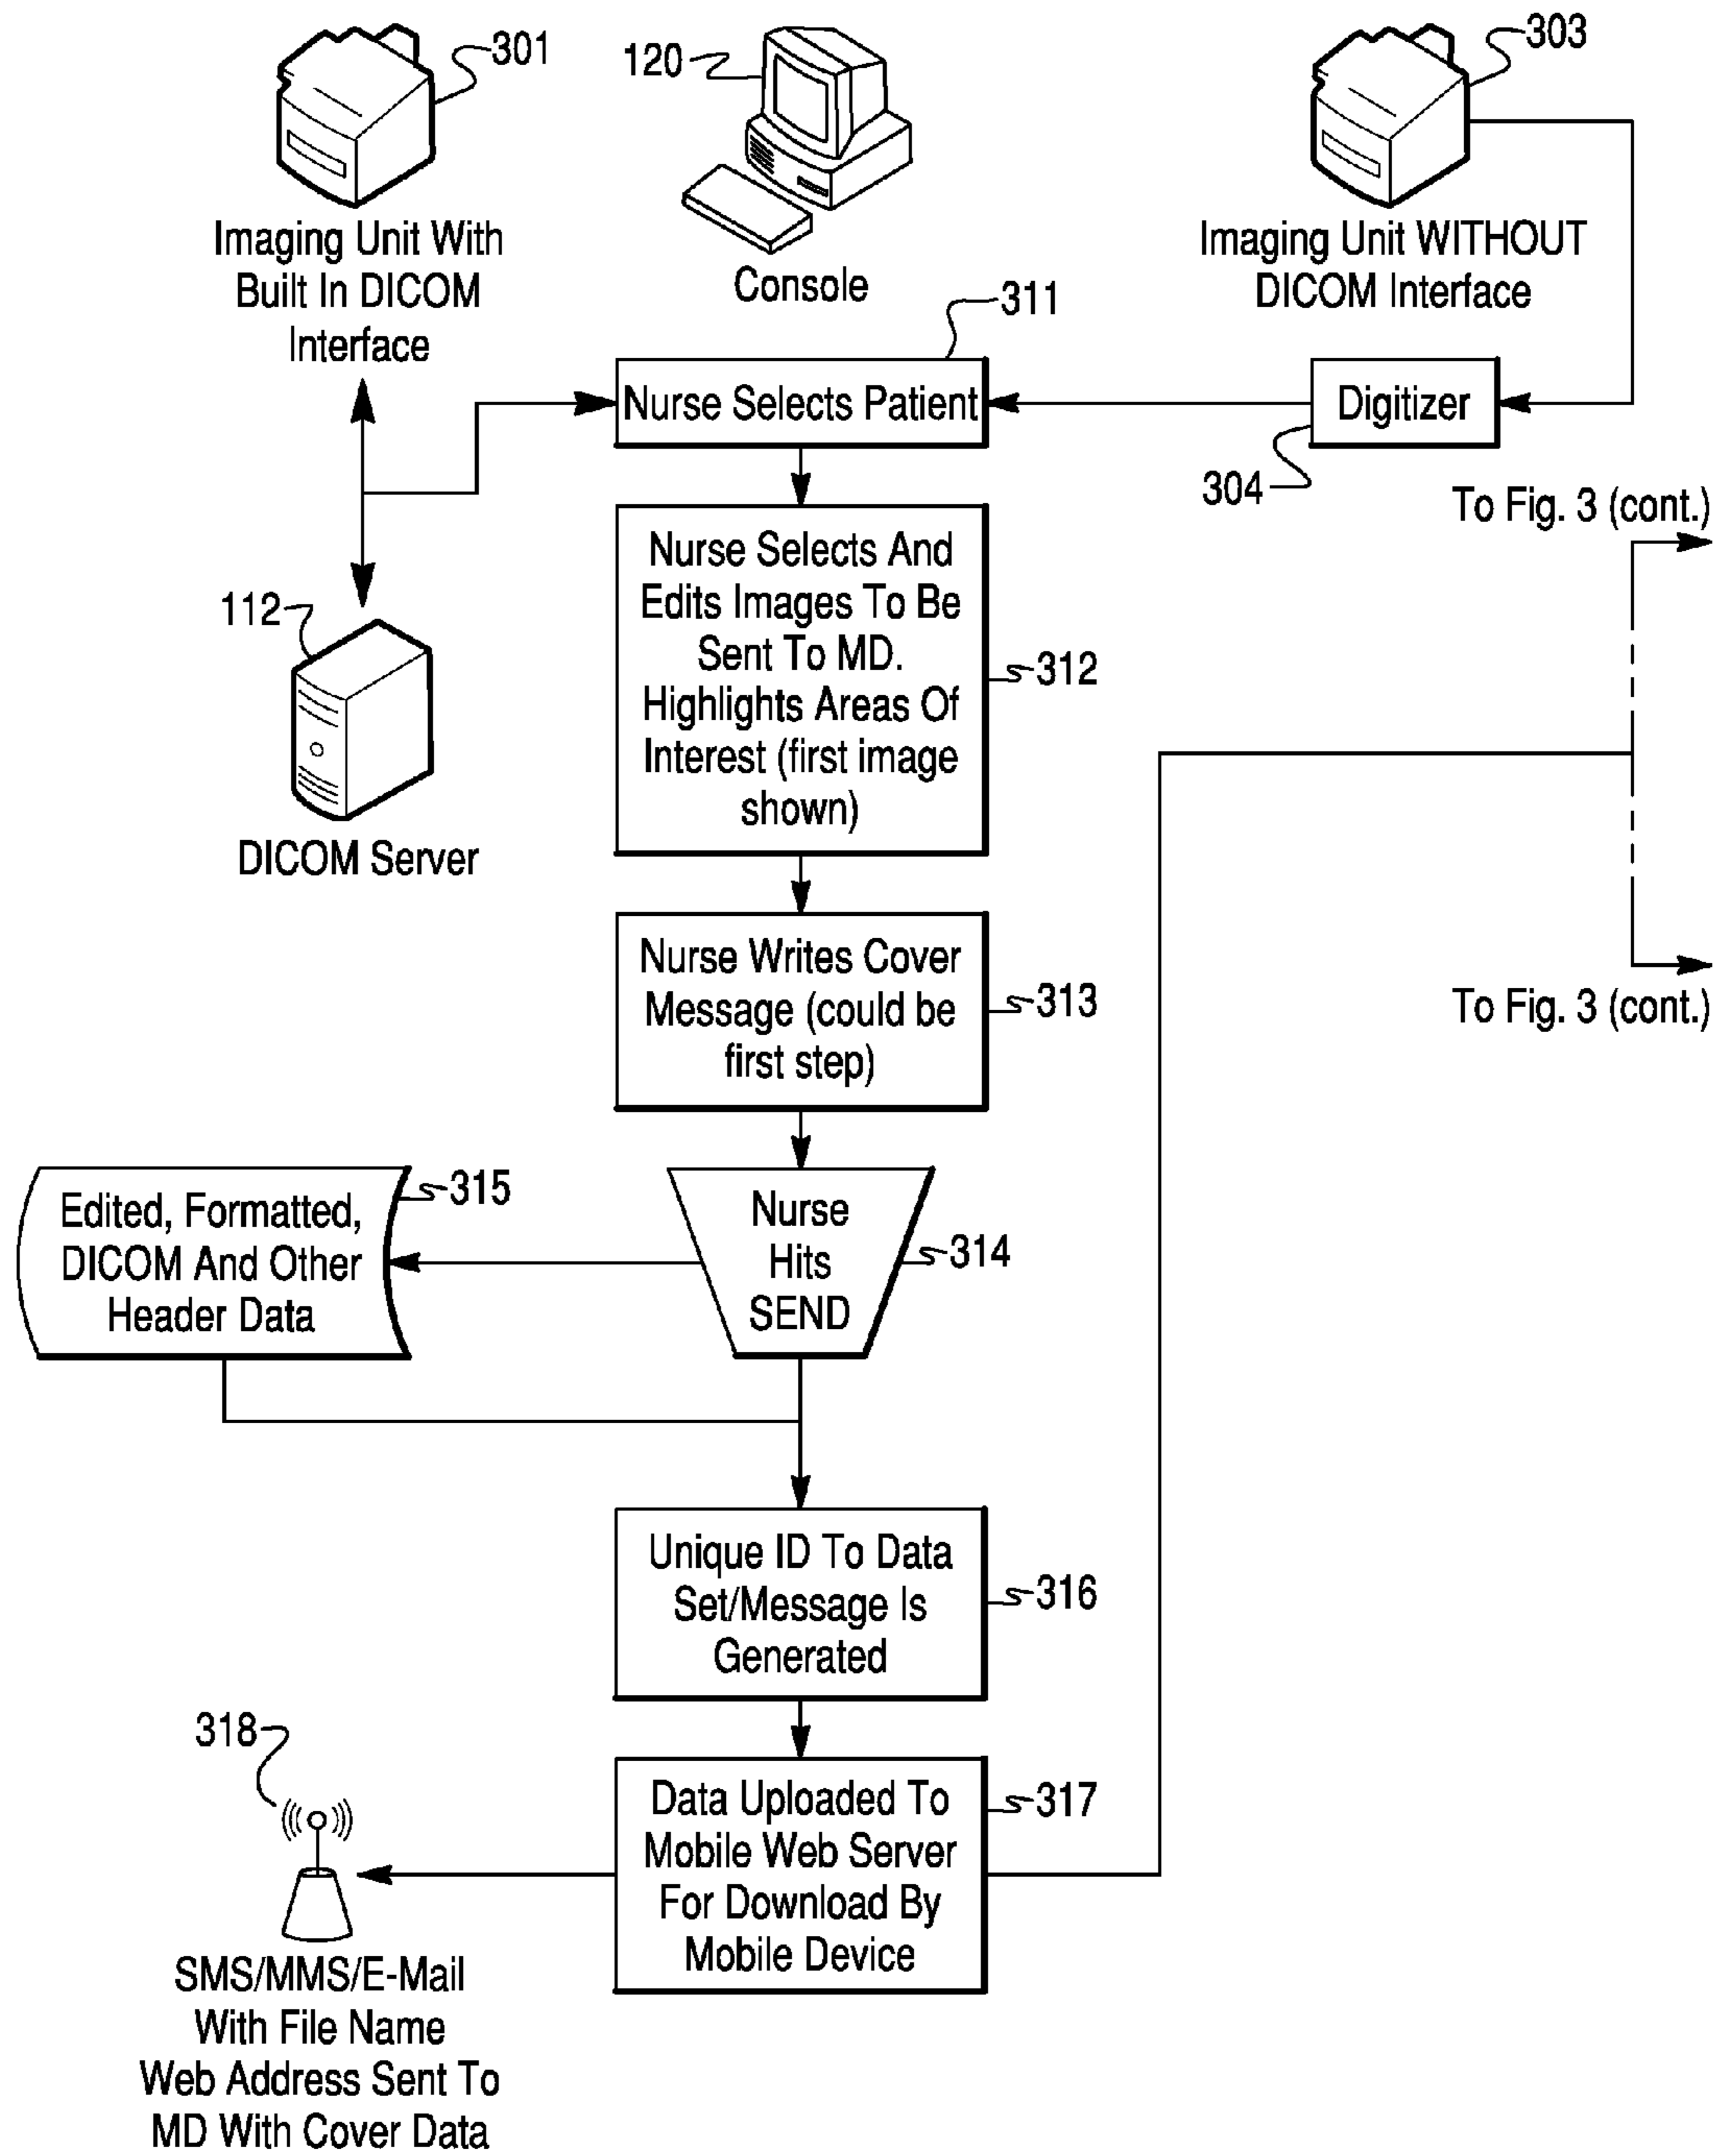 301
120
303
Imaging Unit With
Built In DICOM
Interface
Console
Imaging Unit WITHOUT
DICOM Interface
311
Nurse Selects Patient
Digitizer
304
To Fig. 3 (cont.)
112
DICOM Server
Nurse Selects And
Edits Images To Be
Sent To MD.
Highlights Areas Of
Interest (first image
shown)
312
Nurse Writes Cover
Message (could be
first step)
313
To Fig. 3 (cont.)
Edited, Formatted,
DICOM And Other
Header Data
315
Nurse
Hits
SEND
314
Unique ID To Data
Set/Message Is
Generated
316
318
Data Uploaded To
Mobile Web Server
For Download By
Mobile Device
317
SMS/MMS/E-Mail
With File Name
Web Address Sent To
MD With Cover Data